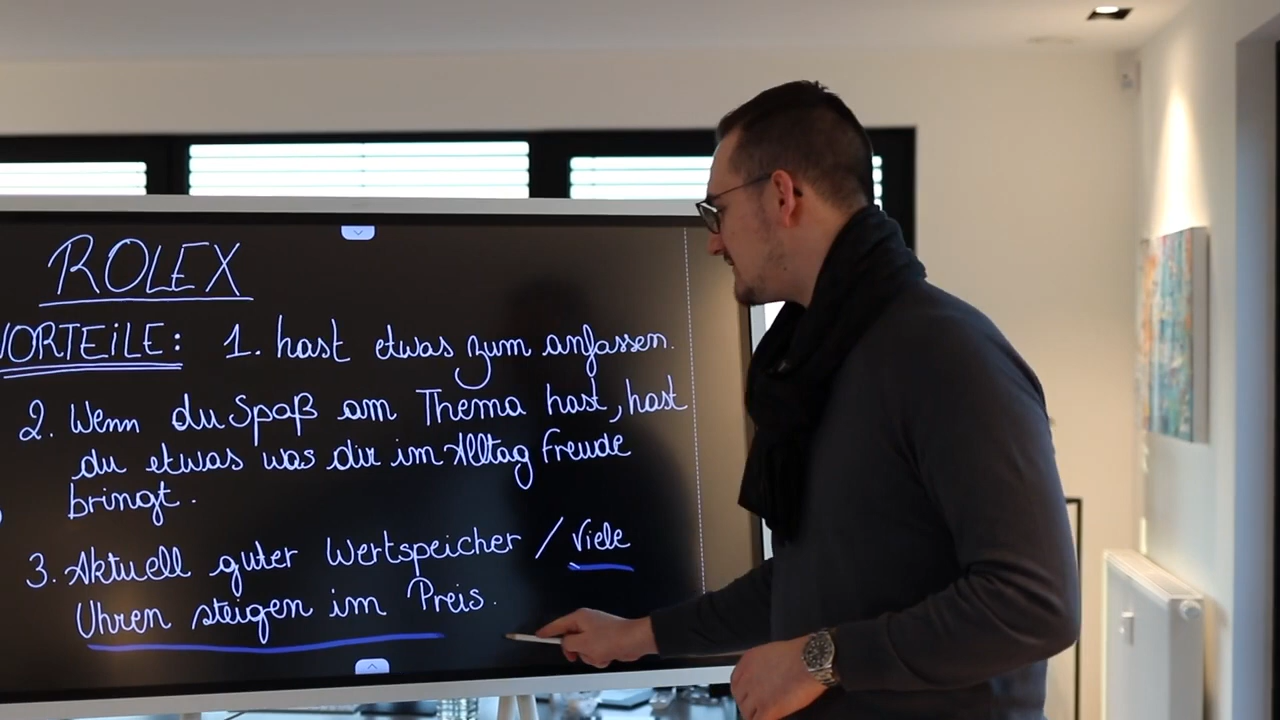 ROLEX
VORTEILE: 1. hast etwas zum anfassen.
2. Wenn du Spaß am Thema hast, hast
du etwas was dir im Alltag Freude
bringt.
3. Aktuell guter Wertspeicher / Viele
Uhren steigen im Preis.